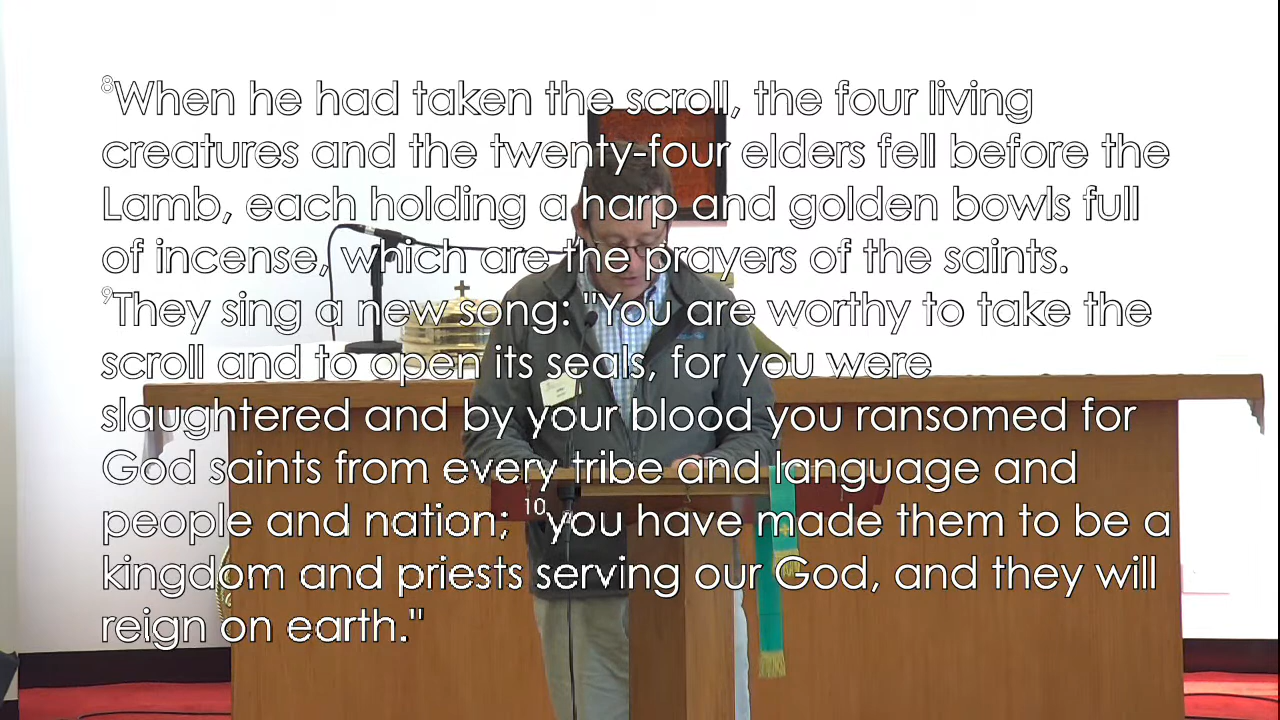 ⁸When he had taken the scroll, the four living
creatures and the twenty-four elders fell before the
Lamb, each holding a harp and golden bowls full
of incense, which are the prayers of the saints.
⁹They sing a new song: "You are worthy to take the
scroll and to open its seals, for you were
slaughtered and by your blood you ransomed for
God saints from every tribe and language and
people and nation; ¹⁰you have made them to be a
kingdom and priests serving our God, and they will
reign on earth."